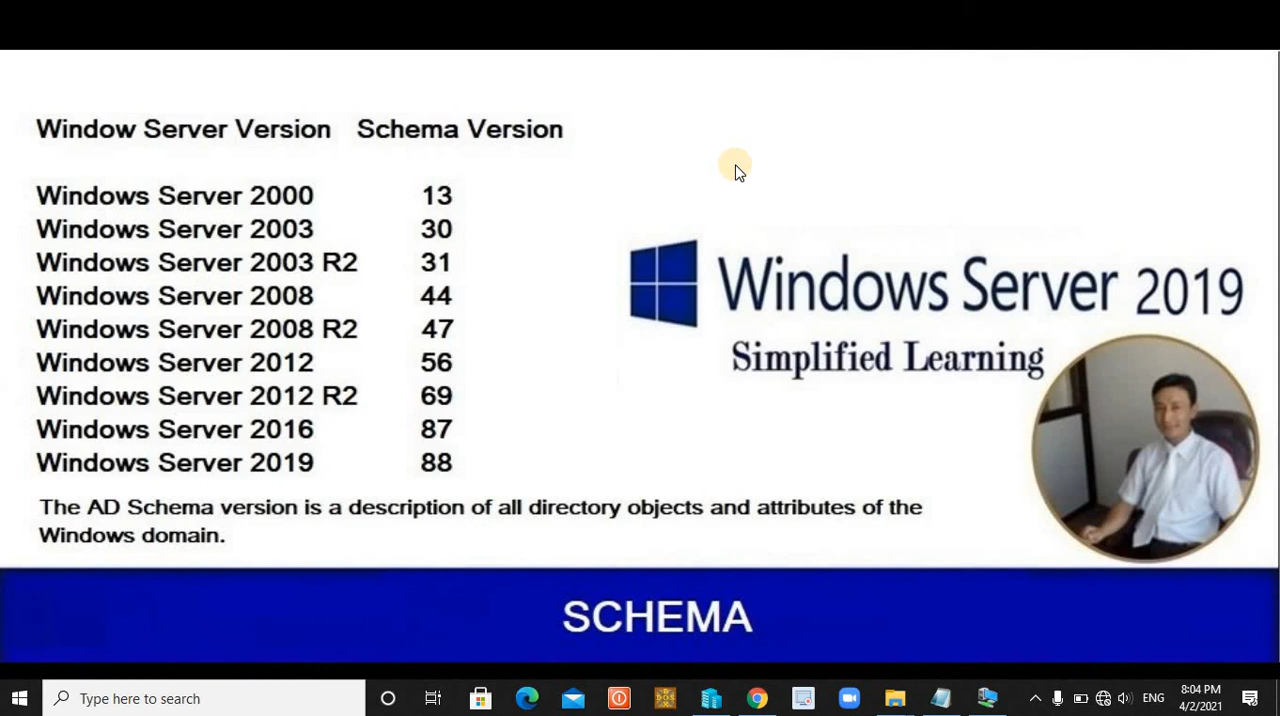 Window Server Version Schema Version
Windows Server 2000 13
Windows Server 2003 30
Windows Server 2003 R2 31
Windows Server 2008 44
Windows Server 2008 R2 47
Windows Server 2012 56
Windows Server 2012 R2 69
Windows Server 2016 87
Windows Server 2019 88
The AD Schema version is a description of all directory objects and attributes of the
Windows domain.
Windows Server 2019
Simplified Learning
SCHEMA
Type here to search
DOS
ENG
8:04 PM
4/2/2021